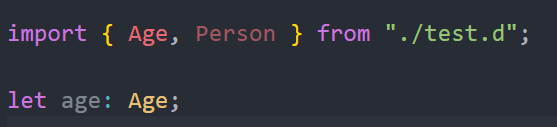 import { Age, Person } from "./test.d";
let age: Age;